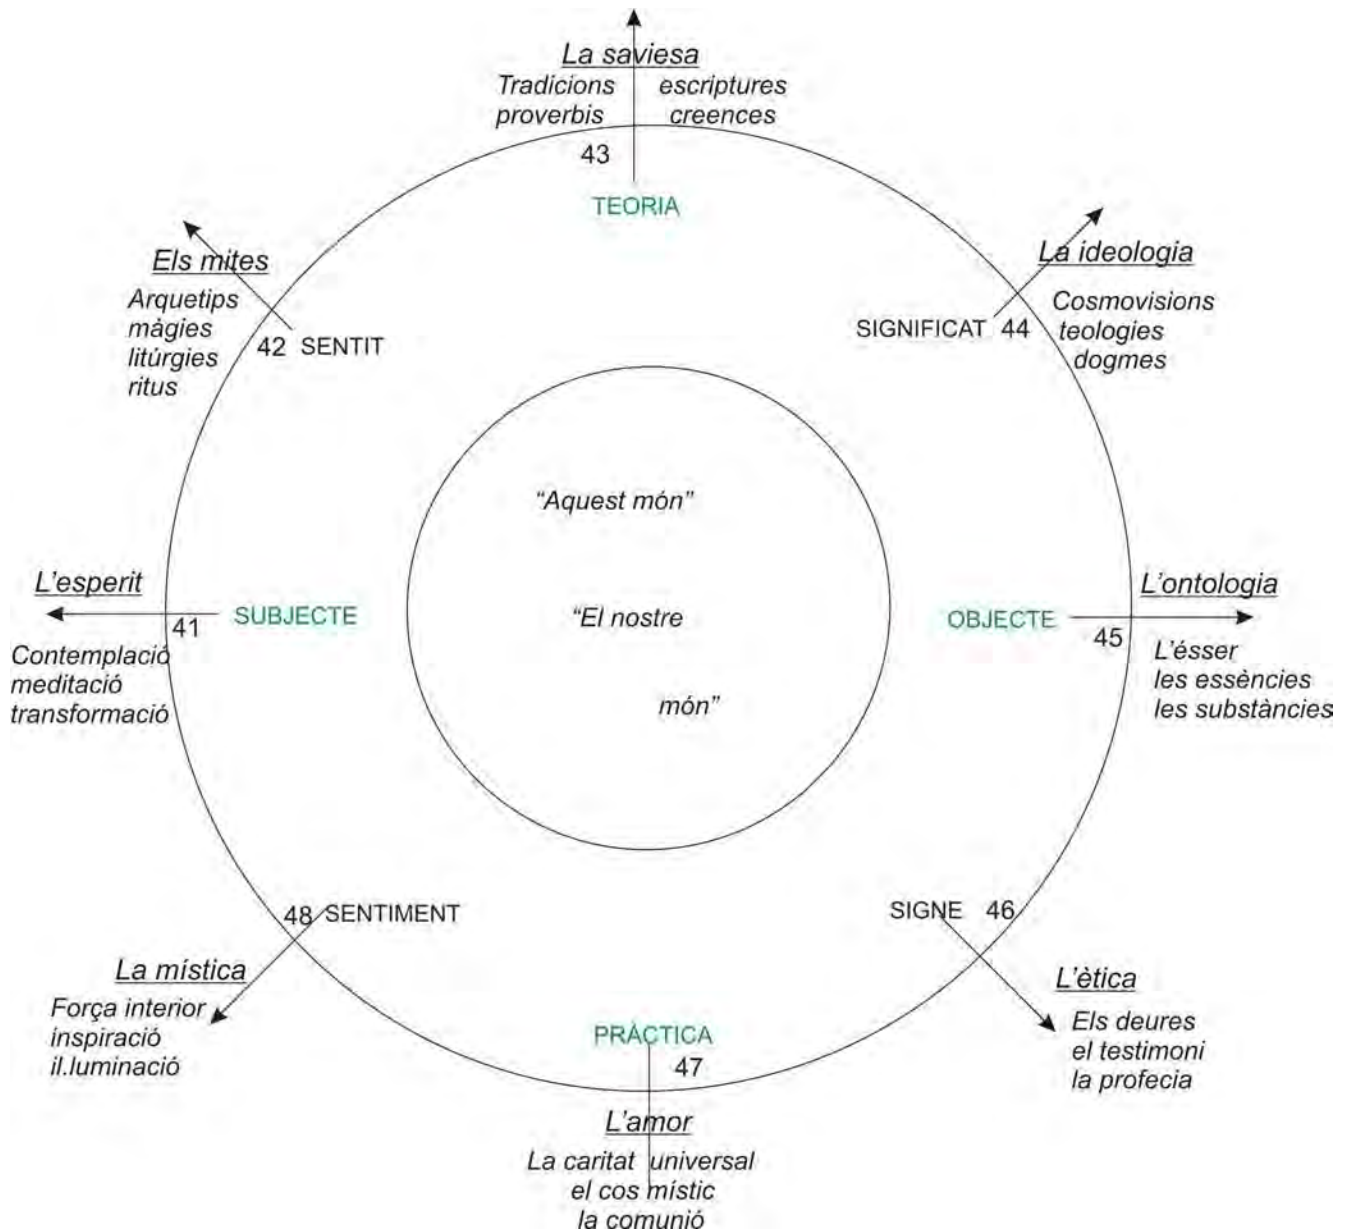 La saviesa
Tradicions escriptures
proverbis creences
43
TEORIA
Els mites
Arquetips
màgies
litúrgies
ritus
42 SENTIT
La ideologia
Cosmovisions
teologies
dogmes
SIGNIFICAT 44
“Aquest món”
“El nostre
món”
L’esperit
41 SUBJECTE
Contemplació
meditació
transformació
L’ontologia
OBJECTE 45
L’ésser
les essències
les substàncies
48 SENTIMENT
La mística
Força interior
inspiració
il.luminació
SIGNE 46
L’ètica
Els deures
el testimoni
la profecia
PRÀCTICA
47
L’amor
La caritat universal
el cos místic
la comunió